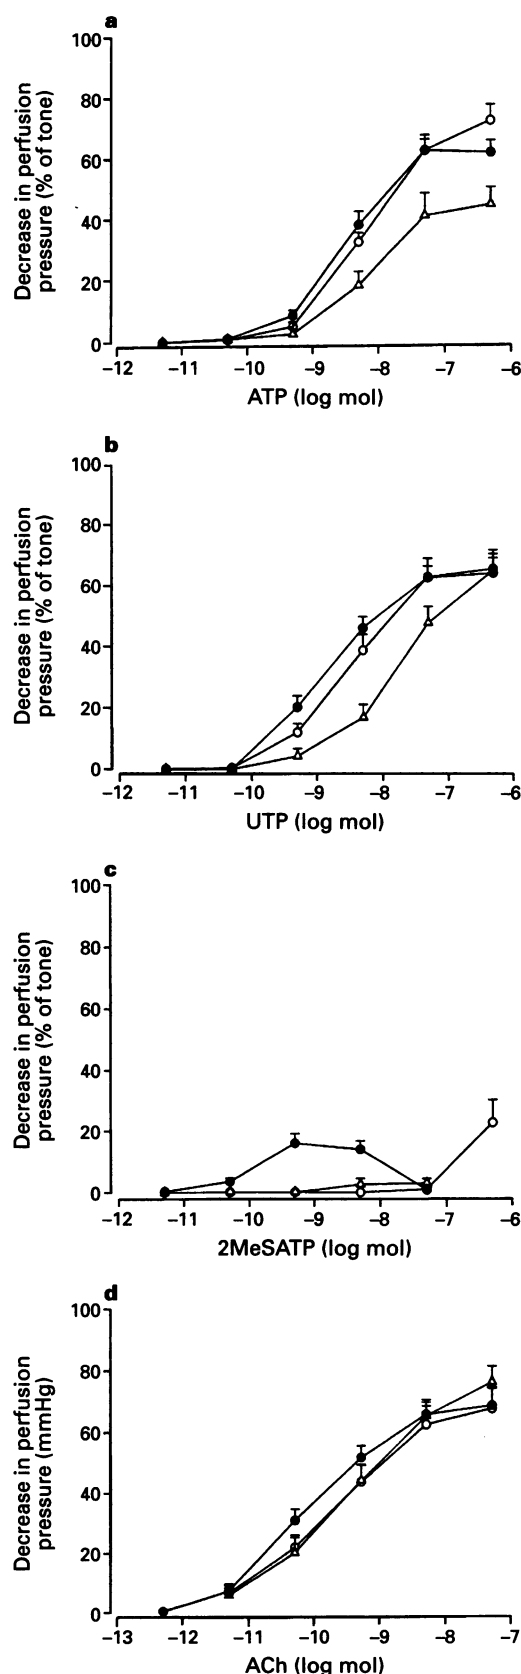 a
Decrease in perfusion
pressure (% of tone)
100
80
60
40
20
0
–12 –11 –10 –9 –8 –7 –6
ATP (log mol)
b
Decrease in perfusion
pressure (% of tone)
100
80
60
40
20
0
–12 –11 –10 –9 –8 –7 –6
UTP (log mol)
c
Decrease in perfusion
pressure (% of tone)
100
80
60
40
20
0
–12 –11 –10 –9 –8 –7 –6
2MeSATP (log mol)
d
Decrease in perfusion
pressure (mmHg)
100
80
60
40
20
0
–13 –12 –11 –10 –9 –8 –7
ACh (log mol)